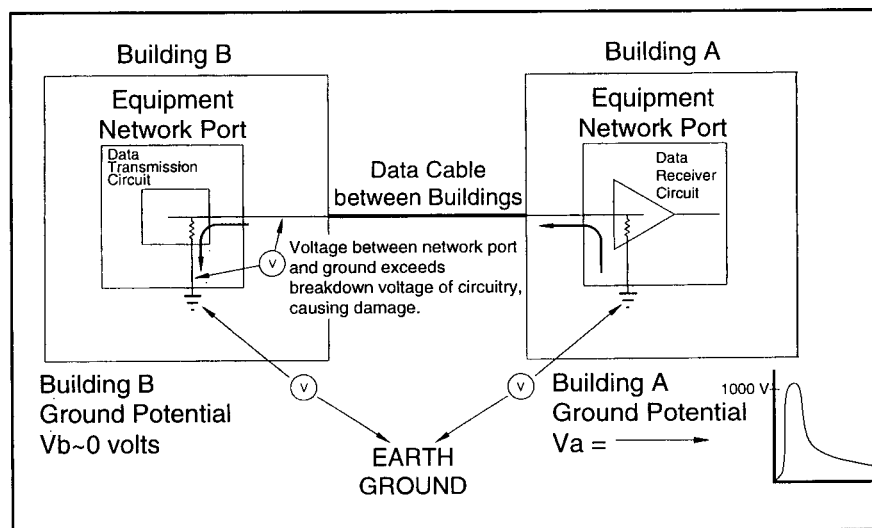 Building B
Building A
Equipment
Network Port
Equipment
Network Port
Data
Transmission
Circuit
Data
Receiver
Circuit
Data Cable
between Buildings
V
Voltage between network port
and ground exceeds
breakdown voltage of circuitry,
causing damage.
V
V
Building B
Ground Potential
Vb~0 volts
Building A
Ground Potential
Va =
1000 V
EARTH
GROUND